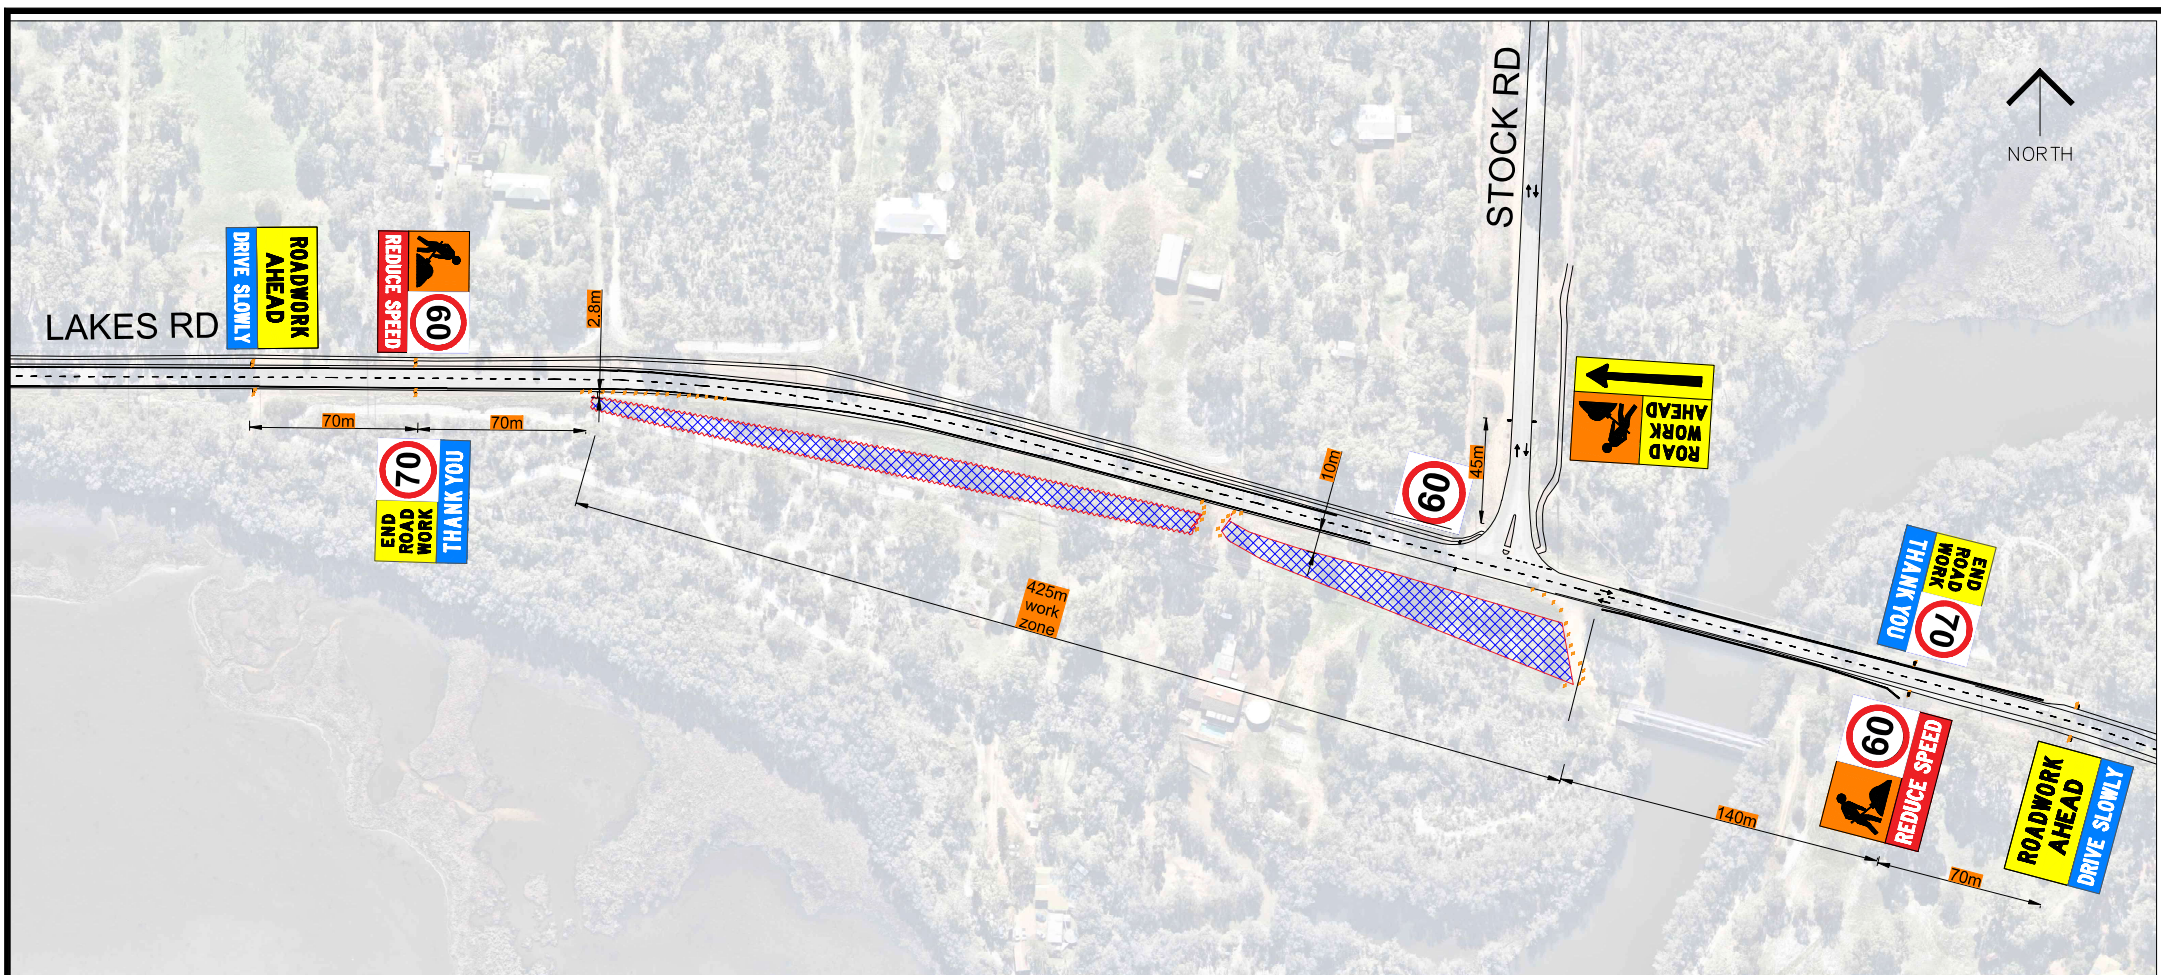 STOCK RD
NORTH
LAKES RD
ROADWORK
AHEAD
DRIVE SLOWLY
60
REDUCE SPEED
2.8m
70m
70m
70
END
ROAD
WORK
THANK YOU
10m
60
45m
ROAD
WORK
AHEAD
425m
work
zone
END
ROAD
WORK
70
THANK YOU
60
REDUCE SPEED
ROADWORK
AHEAD
DRIVE SLOWLY
140m
70m